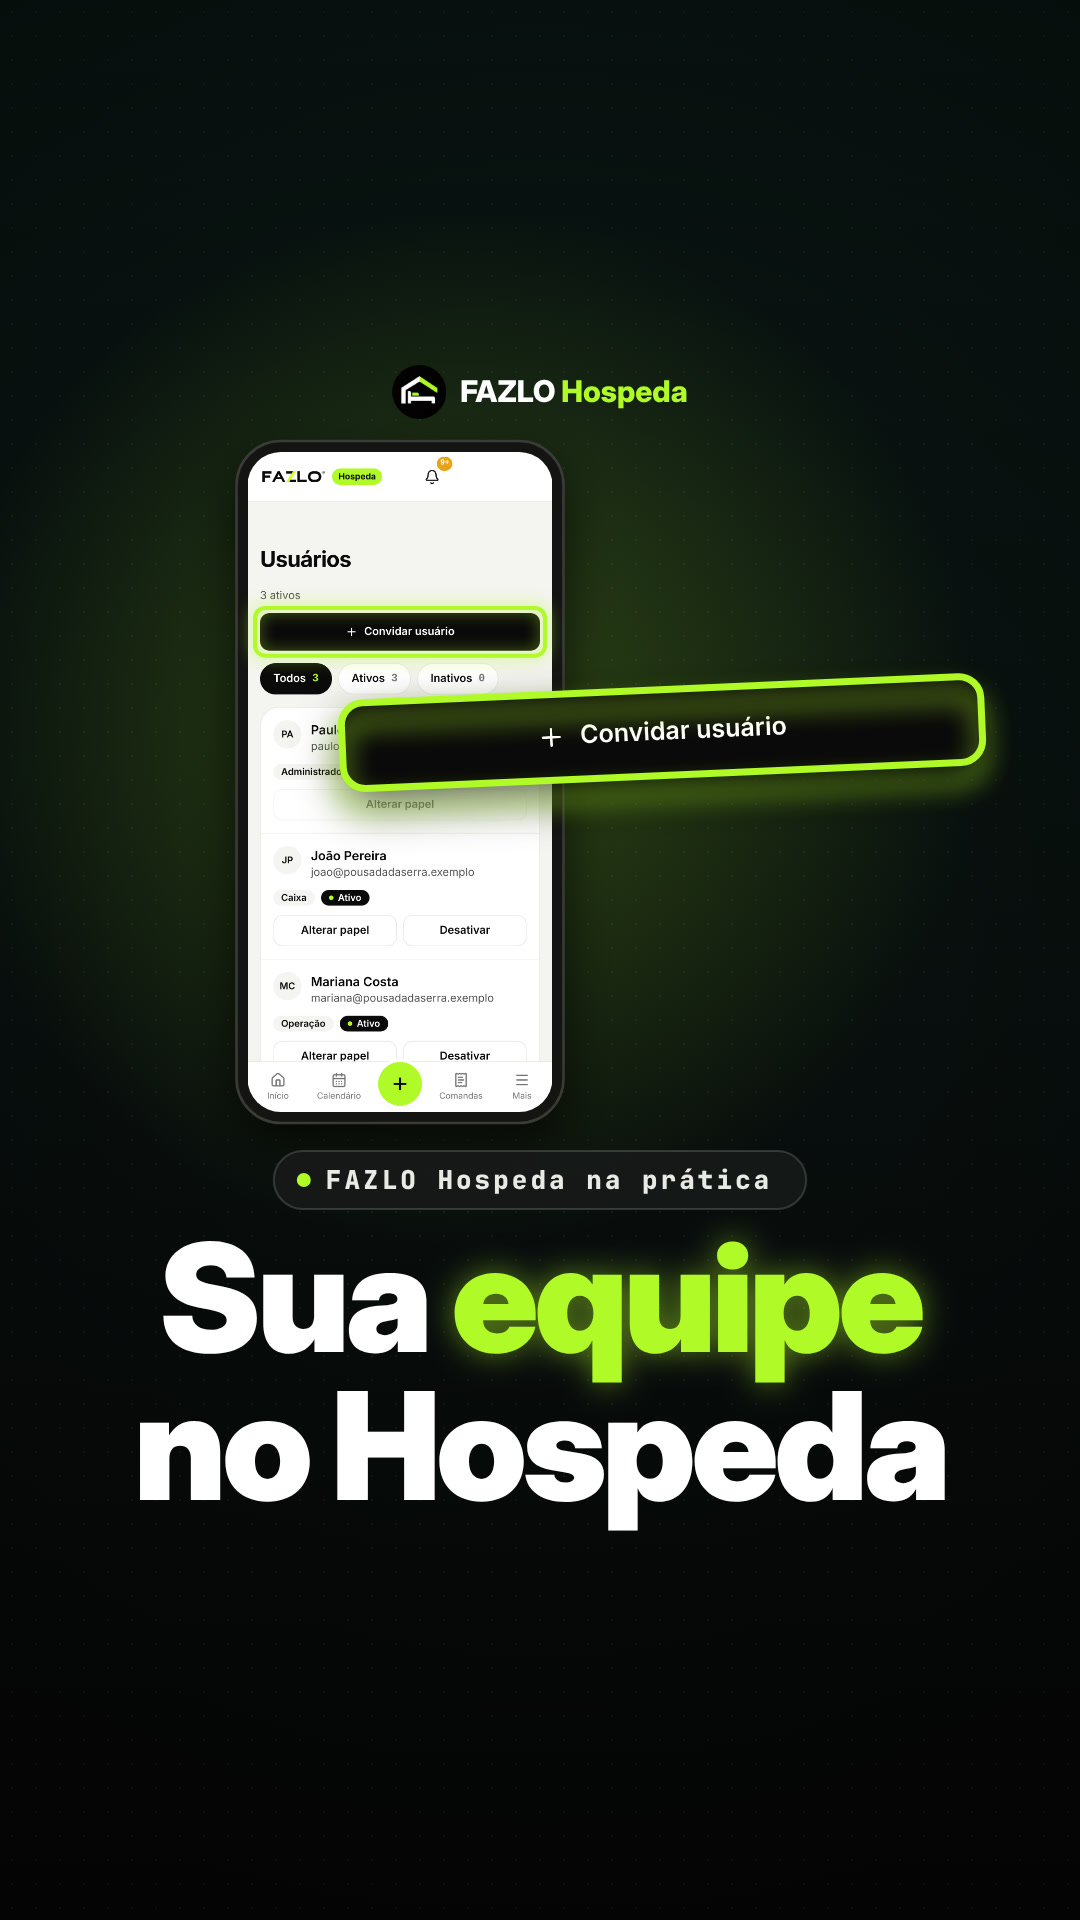 FAZLO Hospeda
FAZLO Hospeda 9+
Usuários
3 ativos
+ Convidar usuário
Todos 3 Ativos 3 Inativos 0
+ Convidar usuário
PA
Alterar papel
JP João Pereira
joao@pousadadaserra.exemplo
Caixa Ativo
Alterar papel Desativar
MC Mariana Costa
mariana@pousadadaserra.exemplo
Operação Ativo
Alterar papel Desativar
+
Início Calendário Comandas Mais
FAZLO Hospeda na prática
Sua equipe
no Hospeda